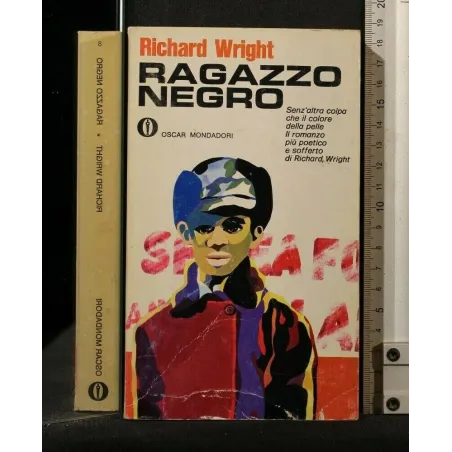 Richard Wright
RAGAZZO
NEGRO
OSCAR MONDADORI
Senz'altra colpa
che il colore
della pelle
Il romanzo
più poetico
e sofferto
di Richard Wright
8
RICHARD WRIGHT • RAGAZZO NEGRO
OSCAR MONDADORI